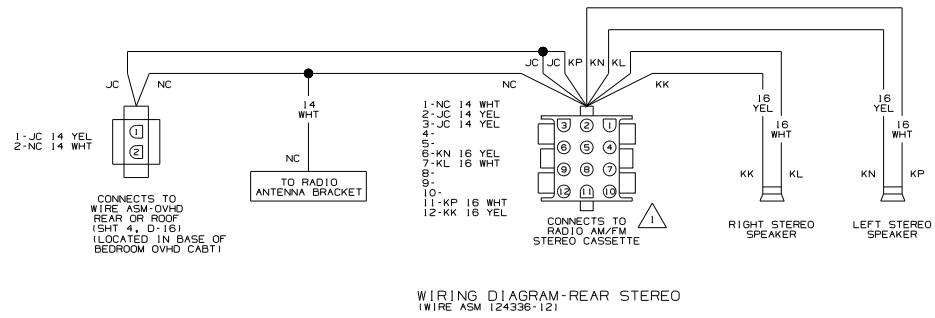 JC
NC
1-JC 14 YEL
2-NC 14 WHT
1
2
CONNECTS TO
WIRE ASM-OVHD
REAR OR ROOF
(SHT 4, D-16)
(LOCATED IN BASE OF
BEDROOM OVHD CABT)
14
WHT
NC
TO RADIO
ANTENNA BRACKET
NC
JC
JC
KP
KN
KL
KK
1-NC 14 WHT
2-JC 14 YEL
3-JC 14 YEL
4-
5-
6-KN 16 YEL
7-KL 16 WHT
8-
9-
10-
11-KP 16 WHT
12-KK 16 YEL
3 2 1
6 5 4
9 8 7
12 11 10
CONNECTS TO
RADIO AM/FM
STEREO CASSETTE
1
16
YEL
16
WHT
KK
KL
RIGHT STEREO
SPEAKER
16
YEL
16
WHT
KN
KP
LEFT STEREO
SPEAKER
WIRING DIAGRAM-REAR STEREO
(WIRE ASM 124336-12)